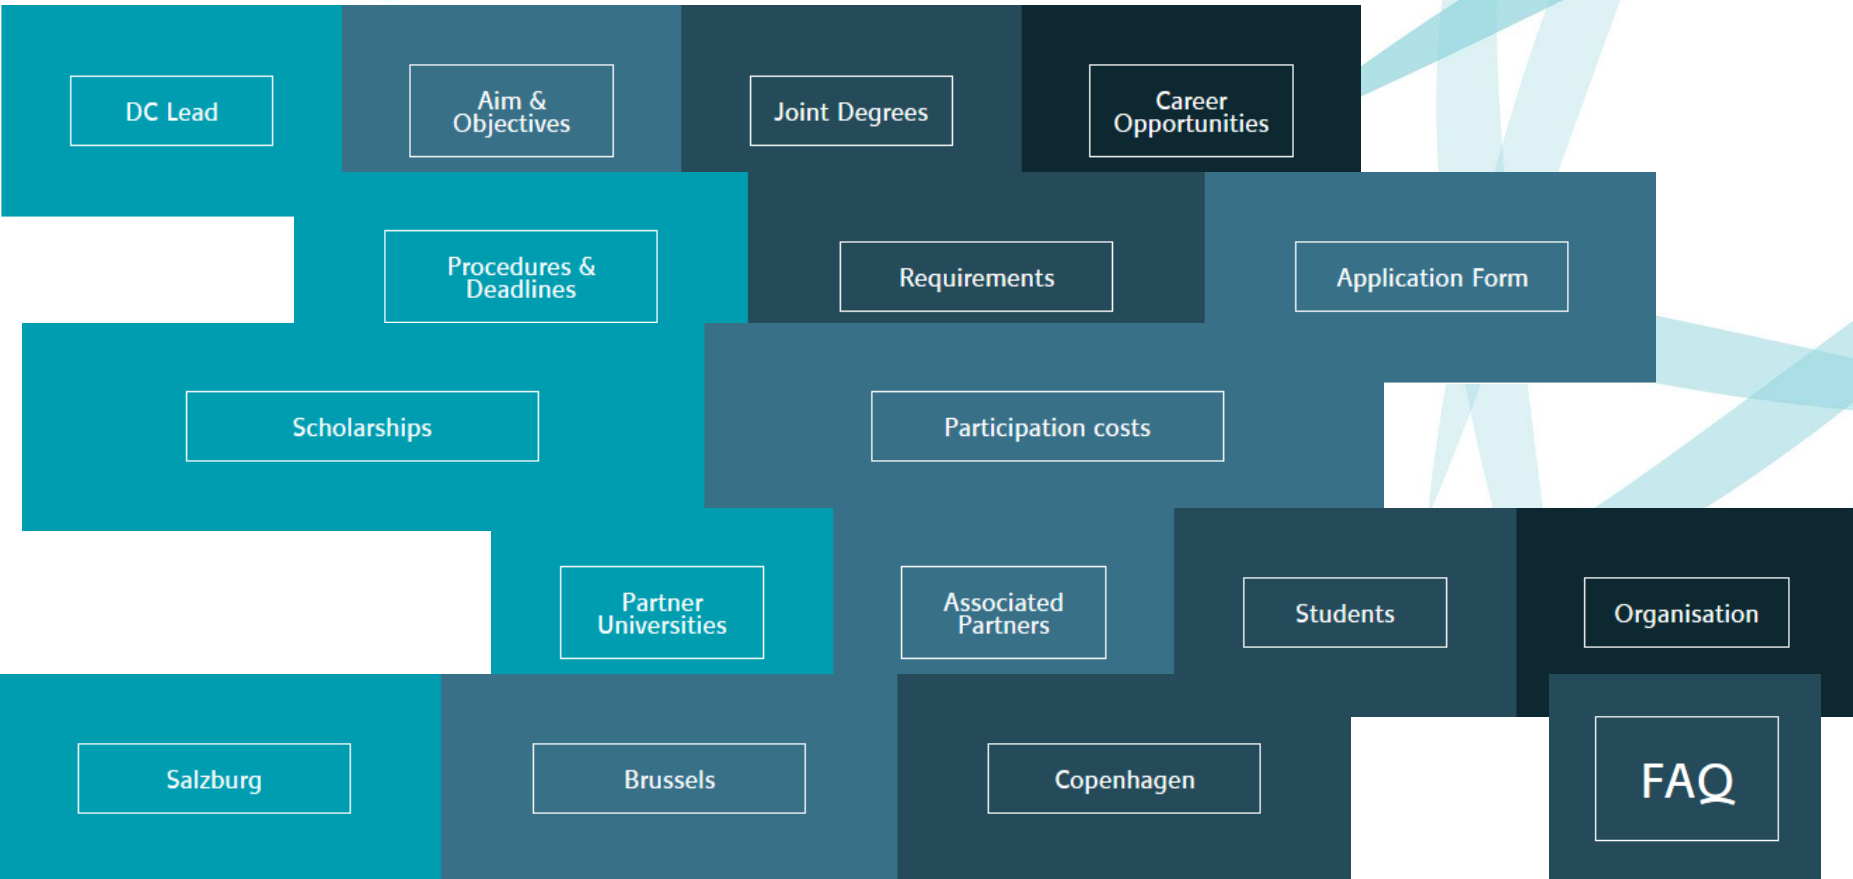 DC Lead
Aim &
Objectives
Joint Degrees
Career
Opportunities
Procedures &
Deadlines
Requirements
Application Form
Scholarships
Participation costs
Partner
Universities
Associated
Partners
Students
Organisation
Salzburg
Brussels
Copenhagen
FAQ